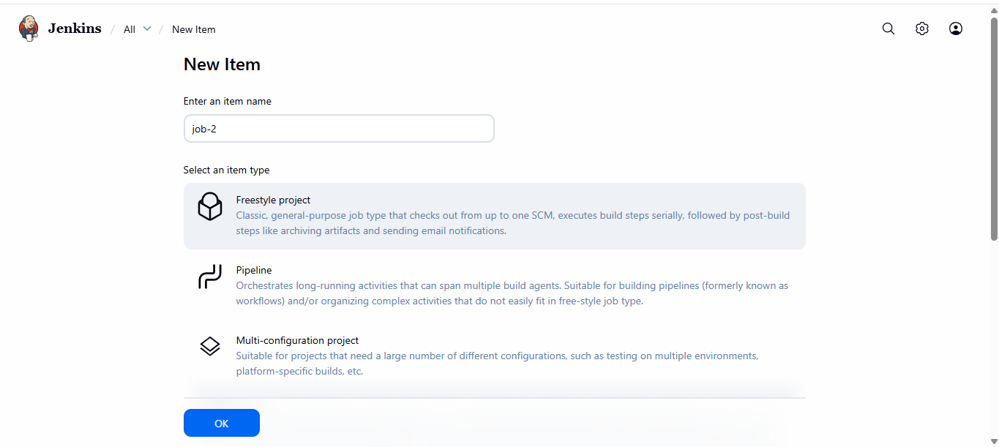 Jenkins / All / New Item
New Item
Enter an item name
job-2
Select an item type
Freestyle project
Classic, general-purpose job type that checks out from up to one SCM, executes build steps serially, followed by post-build
steps like archiving artifacts and sending email notifications.
Pipeline
Orchestrates long-running activities that can span multiple build agents. Suitable for building pipelines (formerly known as
workflows) and/or organizing complex activities that do not easily fit in free-style job type.
Multi-configuration project
Suitable for projects that need a large number of different configurations, such as testing on multiple environments,
platform-specific builds, etc.
OK